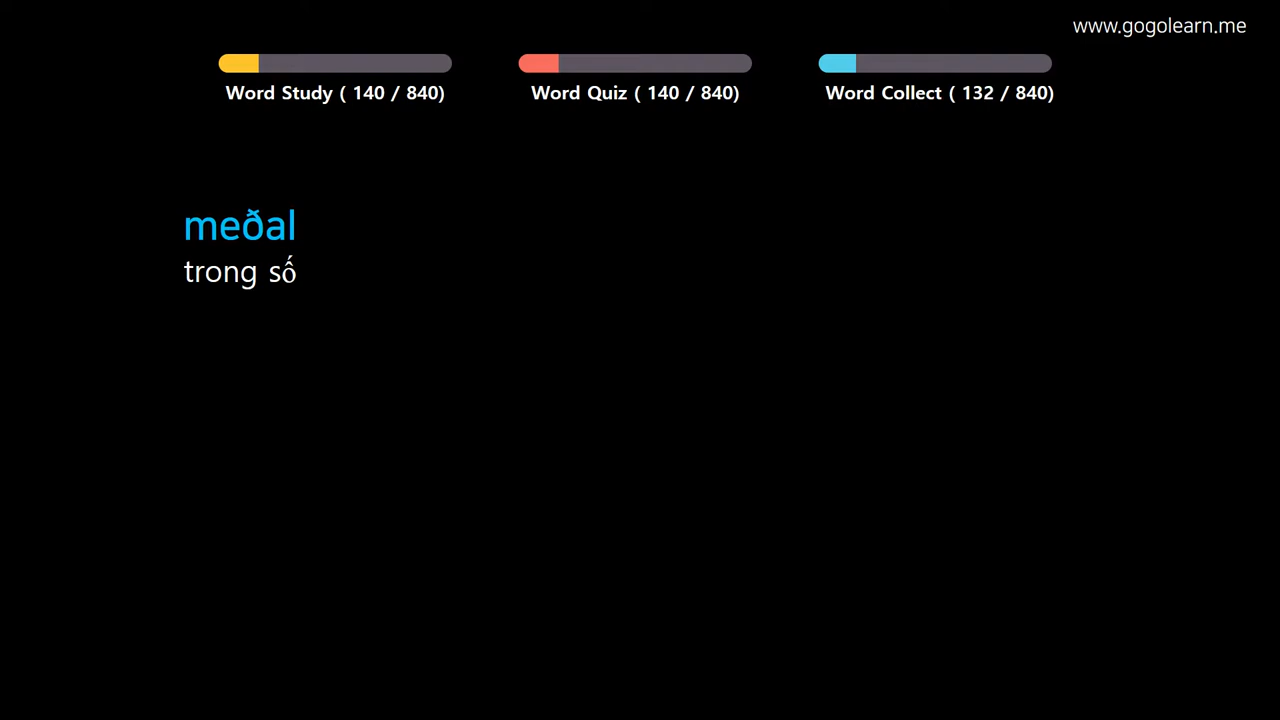 www.gogolearn.me
Word Study ( 140 / 840)
Word Quiz ( 140 / 840)
Word Collect ( 132 / 840)
meðal
trong số